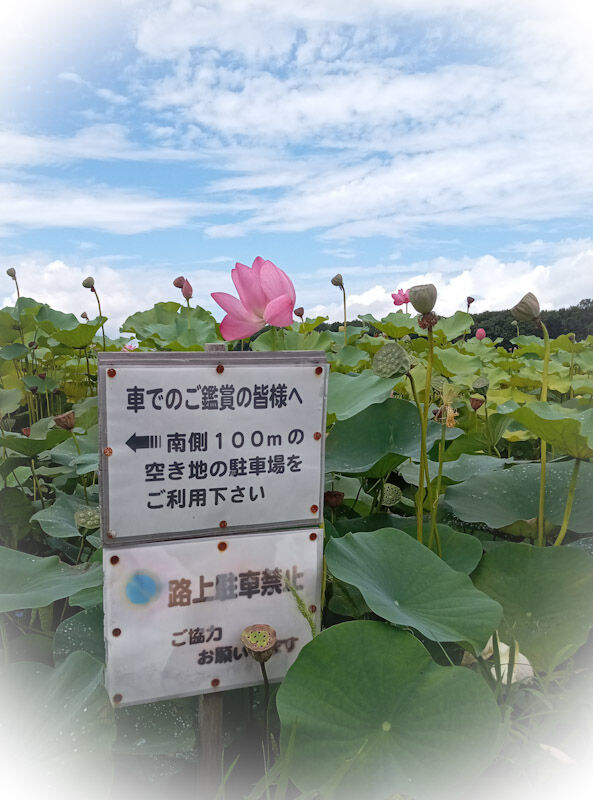 車でのご鑑賞の皆様へ
南側100mの
空き地の駐車場を
ご利用下さい
路上駐車禁止
ご協力
お願い